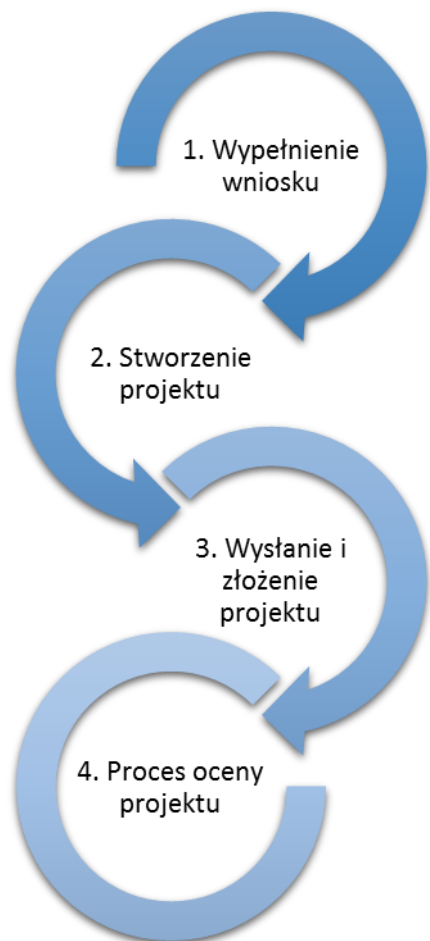 1. Wypełnienie
wniosku
2. Stworzenie
projektu
3. Wysłanie i
złożenie
projektu
4. Proces oceny
projektu